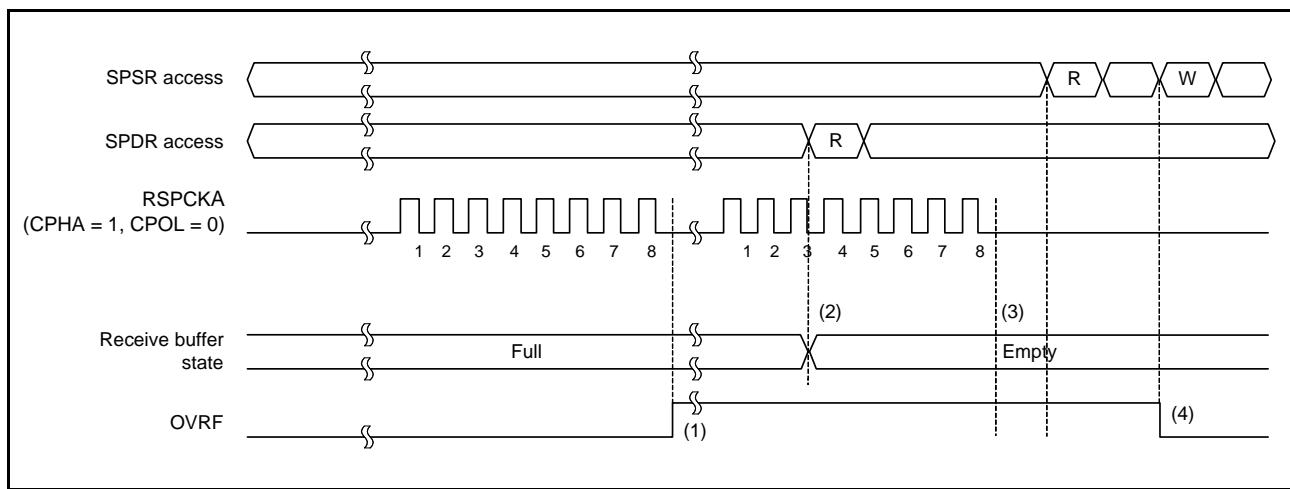 SPSR access
R
W
SPDR access
R
RSPCKA
(CPHA = 1, CPOL = 0)
1 2 3 4 5 6 7 8
1 2 3 4 5 6 7 8
(2)
(3)
Receive buffer
state
Full
Empty
OVRF
(1)
(4)